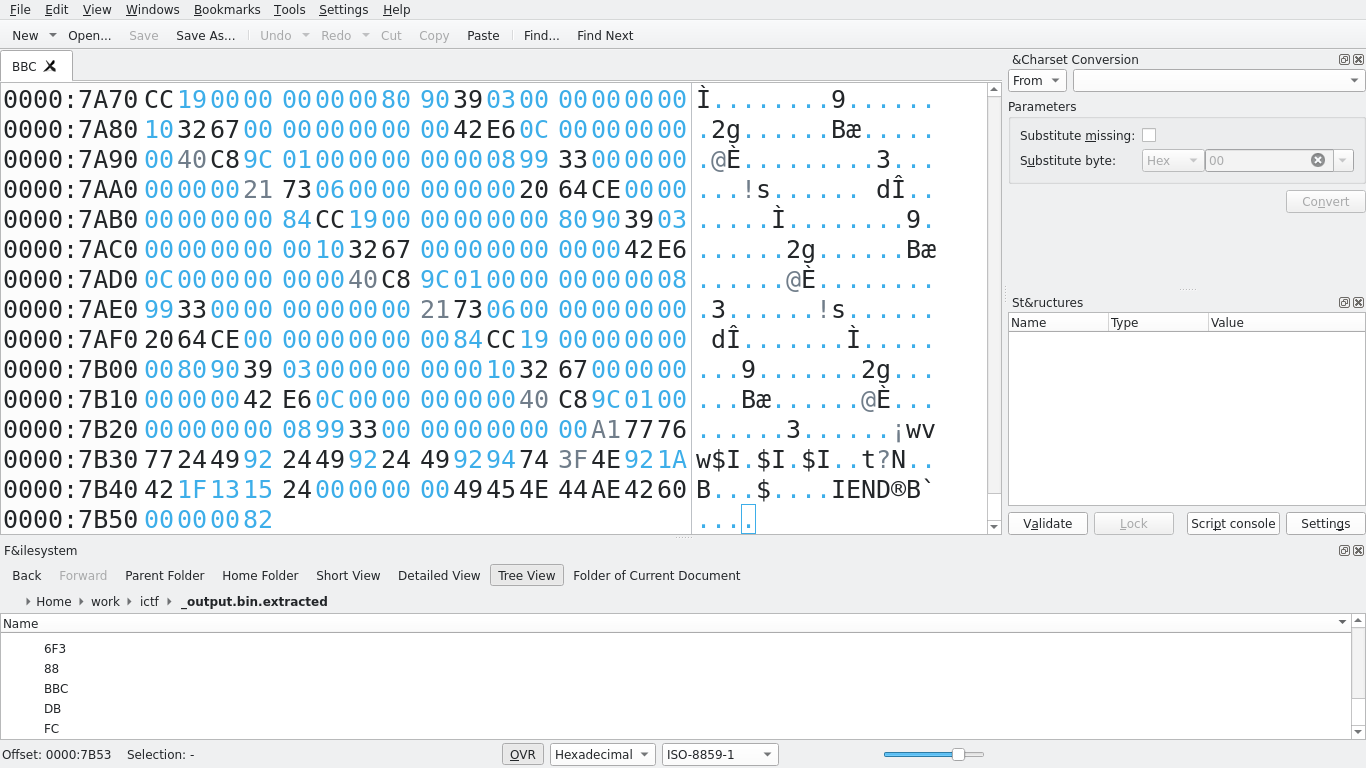 File Edit View Windows Bookmarks Tools Settings Help
New Open... Save Save As... Undo Redo Cut Copy Paste Find... Find Next
BBC
0000:7A70 CC 19 00 00 00 00 00 80 90 39 03 00 00 00 00 00 Ì........9......
0000:7A80 10 32 67 00 00 00 00 00 00 42 E6 0C 00 00 00 00 .2g......Bæ.....
0000:7A90 00 40 C8 9C 01 00 00 00 00 00 08 99 33 00 00 00 .@È.........3...
0000:7AA0 00 00 00 21 73 06 00 00 00 00 00 20 64 CE 00 00 ...!s...... dÎ..
0000:7AB0 00 00 00 00 84 CC 19 00 00 00 00 00 80 90 39 03 .....Ì........9.
0000:7AC0 00 00 00 00 00 10 32 67 00 00 00 00 00 00 42 E6 ......2g......Bæ
0000:7AD0 0C 00 00 00 00 00 40 C8 9C 01 00 00 00 00 00 08 ......@È........
0000:7AE0 99 33 00 00 00 00 00 00 21 73 06 00 00 00 00 00 .3......!s......
0000:7AF0 20 64 CE 00 00 00 00 00 00 84 CC 19 00 00 00 00 dÎ.......Ì.....
0000:7B00 00 80 90 39 03 00 00 00 00 00 10 32 67 00 00 00 ...9.......2g...
0000:7B10 00 00 00 42 E6 0C 00 00 00 00 00 40 C8 9C 01 00 ...Bæ......@È...
0000:7B20 00 00 00 00 08 99 33 00 00 00 00 00 00 A1 77 76 ......3......¡wv
0000:7B30 77 24 49 92 24 49 92 24 49 92 94 74 3F 4E 92 1A w$I.$I.$I..t?N..
0000:7B40 42 1F 13 15 24 00 00 00 00 49 45 4E 44 AE 42 60 B...$....IEND®B`
0000:7B50 00 00 00 82 ....
&Charset Conversion
From
Parameters
Substitute missing:
Substitute byte: Hex 00
Convert
St&ructures
Name Type Value
Validate Lock Script console Settings
F&ilesystem
Back Forward Parent Folder Home Folder Short View Detailed View Tree View Folder of Current Document
Home work ictf _output.bin.extracted
Name
6F3
88
BBC
DB
FC
Offset: 0000:7B53 Selection: - OVR Hexadecimal ISO-8859-1